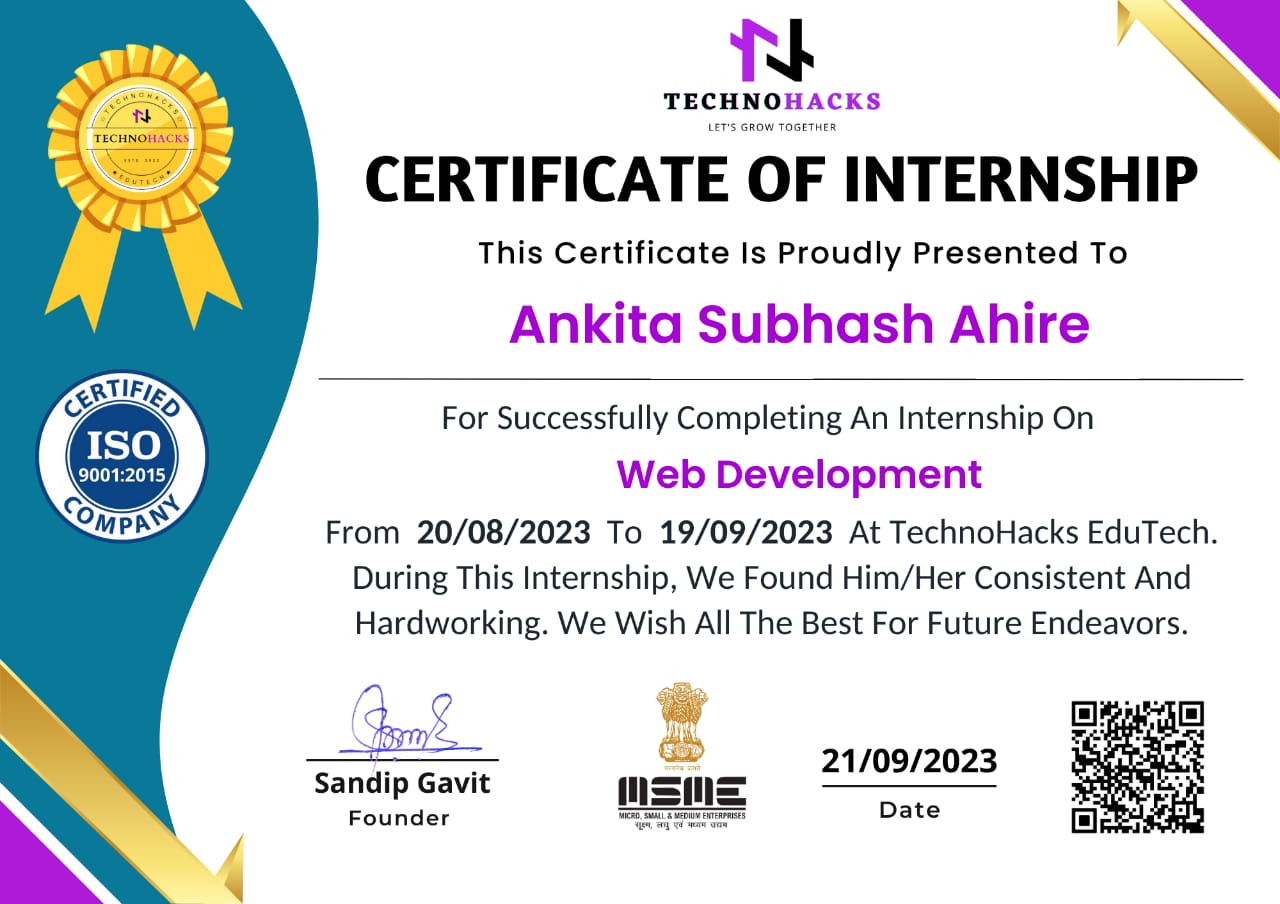 TECHNOHACKS
LET'S GROW TOGETHER
CERTIFICATE OF INTERNSHIP
This Certificate Is Proudly Presented To
Ankita Subhash Ahire
For Successfully Completing An Internship On
Web Development
From 20/08/2023 To 19/09/2023 At TechnoHacks EduTech.
During This Internship, We Found Him/Her Consistent And
Hardworking. We Wish All The Best For Future Endeavors.
TECHNOHACKS
TECHNOHACKS
ESTD 2022
EDUTECH
CERTIFIED
ISO
9001:2015
COMPANY
Sandip Gavit
Founder
सत्यमेव जयते
MSME
MICRO, SMALL & MEDIUM ENTERPRISES
सूक्ष्म, लघु एवं मध्यम उद्यम
21/09/2023
Date